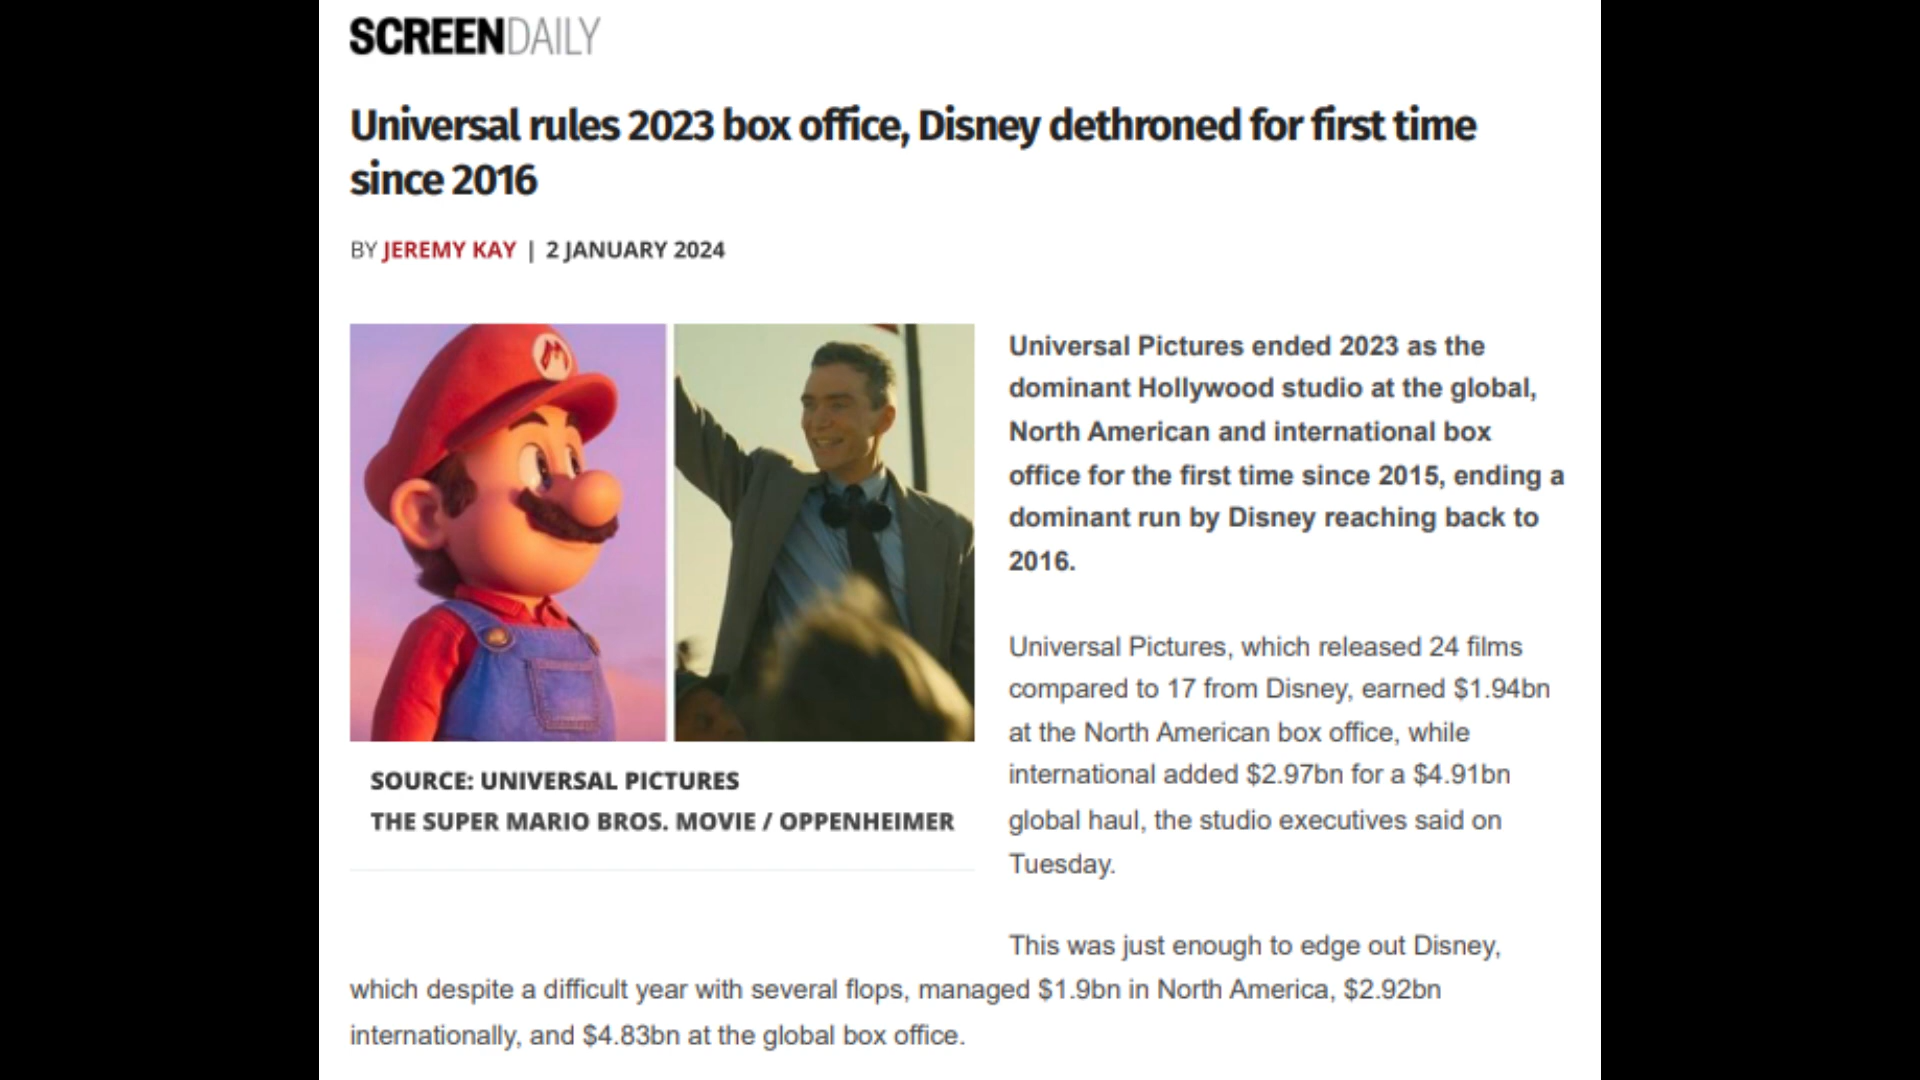 SCREENDAILY
Universal rules 2023 box office, Disney dethroned for first time
since 2016
BY JEREMY KAY | 2 JANUARY 2024
M
SOURCE: UNIVERSAL PICTURES
THE SUPER MARIO BROS. MOVIE / OPPENHEIMER
Universal Pictures ended 2023 as the
dominant Hollywood studio at the global,
North American and international box
office for the first time since 2015, ending a
dominant run by Disney reaching back to
2016.
Universal Pictures, which released 24 films
compared to 17 from Disney, earned $1.94bn
at the North American box office, while
international added $2.97bn for a $4.91bn
global haul, the studio executives said on
Tuesday.
This was just enough to edge out Disney,
which despite a difficult year with several flops, managed $1.9bn in North America, $2.92bn
internationally, and $4.83bn at the global box office.